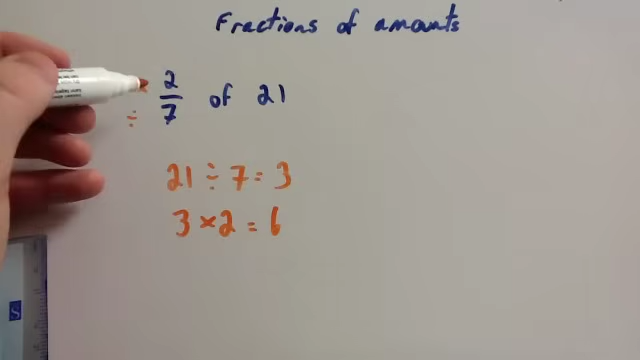 Fractions of amounts
2/7 of 21
÷
21 ÷ 7 = 3
3 × 2 = 6
S